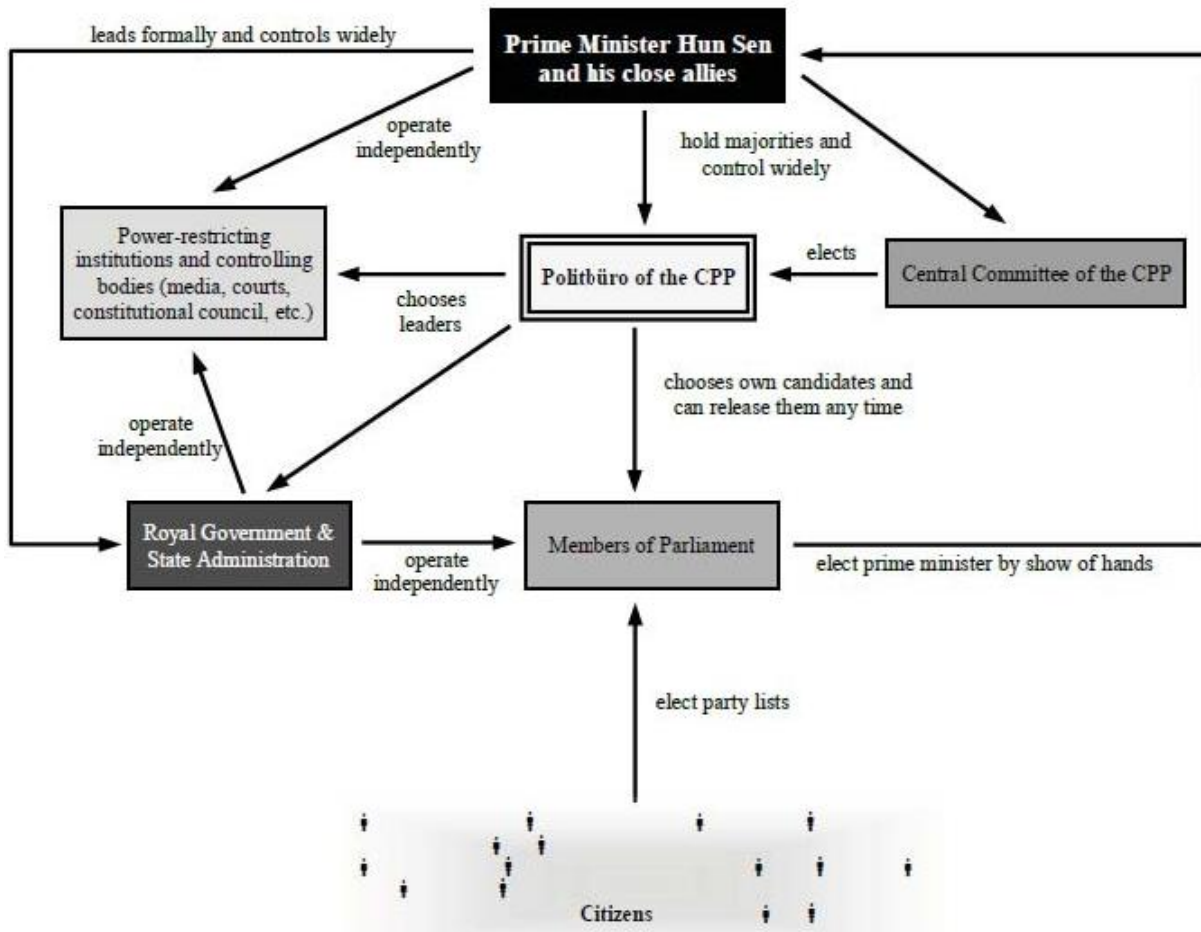 leads formally and controls widely
Prime Minister Hun Sen
and his close allies
operate
independently
hold majorities and
control widely
Power-restricting
institutions and controlling
bodies (media, courts,
constitutional council, etc.)
Politbüro of the CPP
elects
Central Committee of the CPP
chooses
leaders
chooses own candidates and
can release them any time
operate
independently
Royal Government &
State Administration
operate
independently
Members of Parliament
elect prime minister by show of hands
elect party lists
Citizens